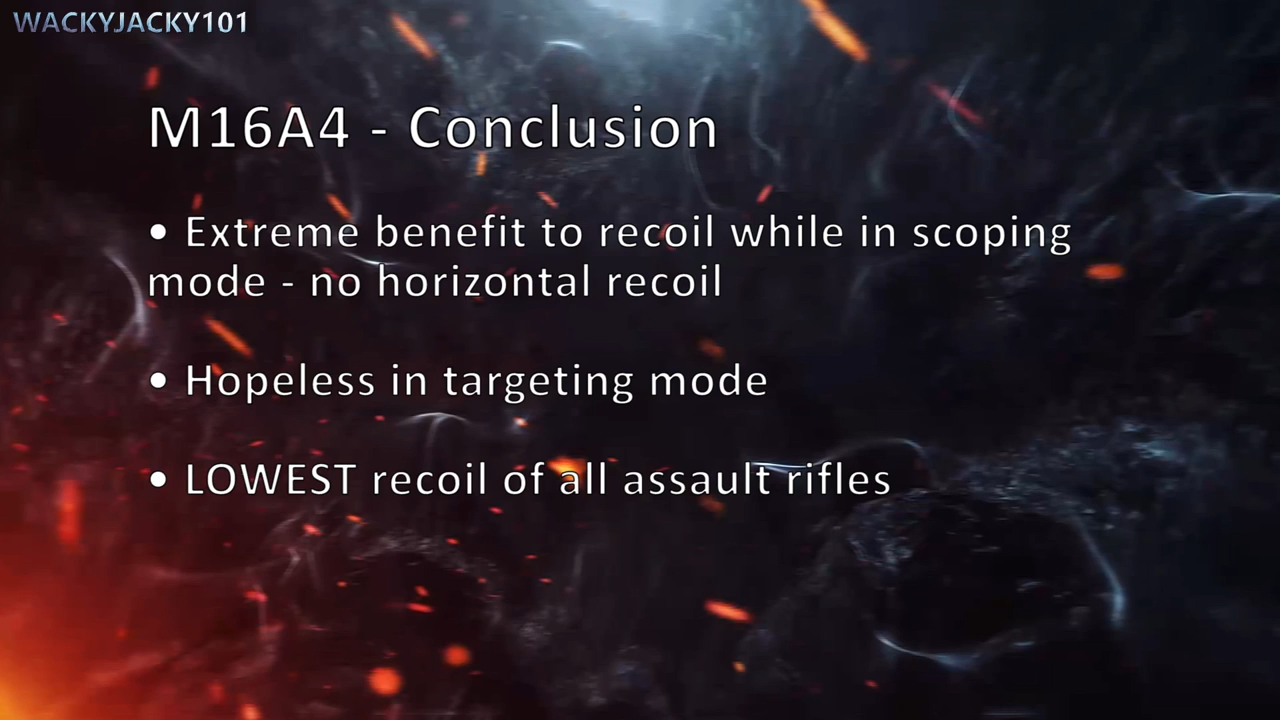 WACKYJACKY101
M16A4 - Conclusion
• Extreme benefit to recoil while in scoping
mode - no horizontal recoil
• Hopeless in targeting mode
• LOWEST recoil of all assault rifles